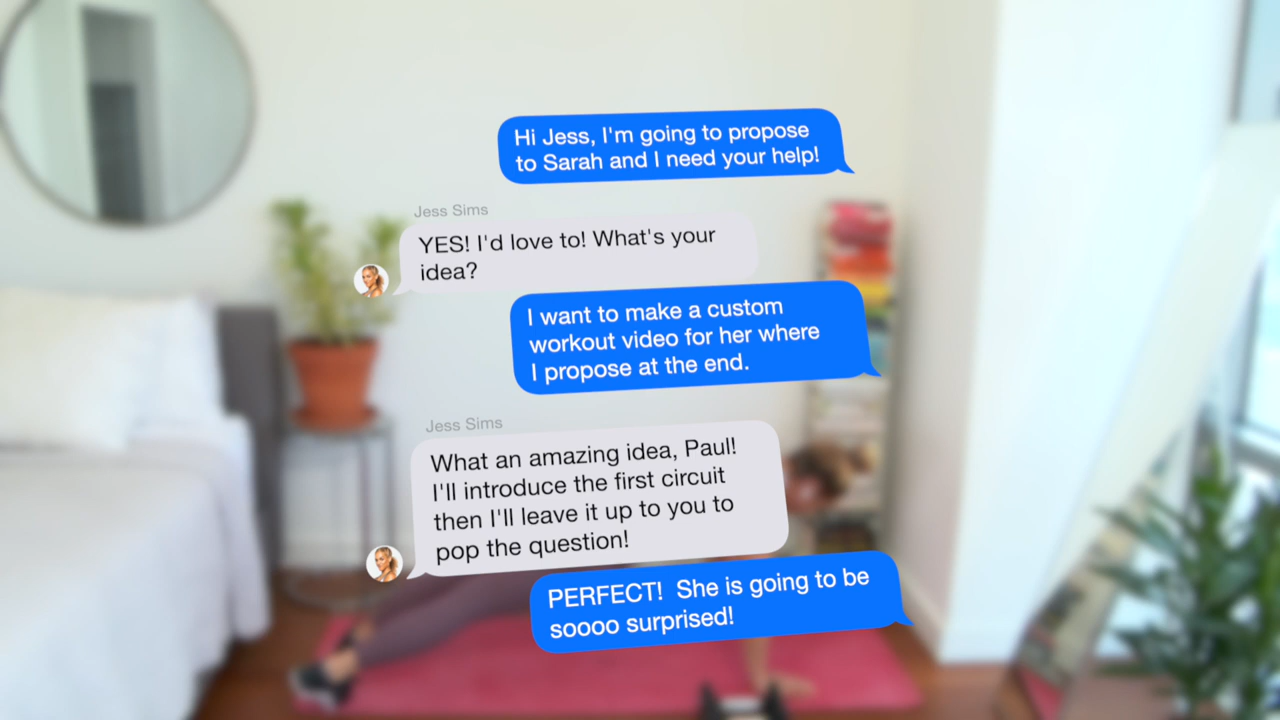 Hi Jess, I'm going to propose
to Sarah and I need your help!
Jess Sims
YES! I'd love to! What's your
idea?
I want to make a custom
workout video for her where
I propose at the end.
Jess Sims
What an amazing idea, Paul!
I'll introduce the first circuit
then I'll leave it up to you to
pop the question!
PERFECT!  She is going to be
soooo surprised!